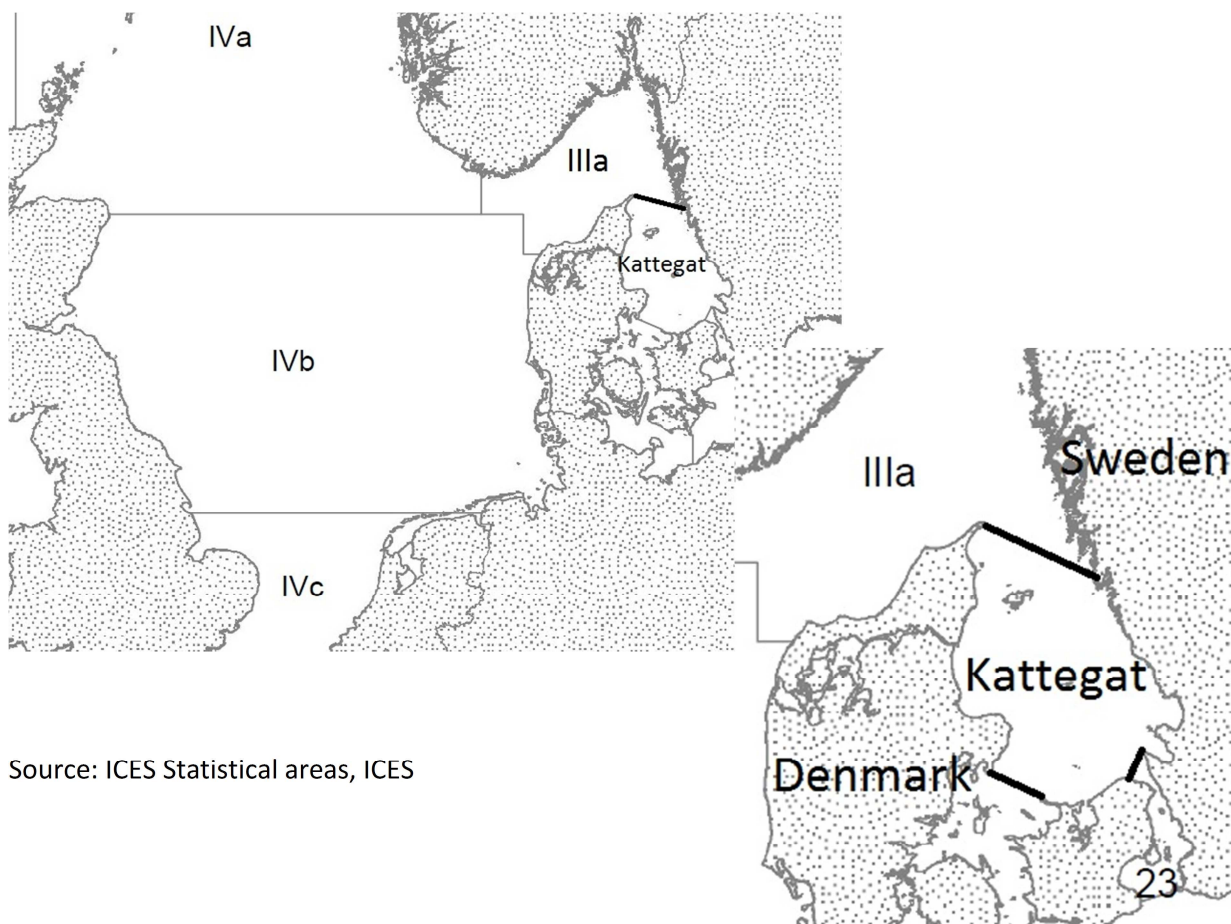 IVa
IIIa
Kattegat
IVb
IVc
IIIa
Sweden
Kattegat
Denmark
23
Source: ICES Statistical areas, ICES